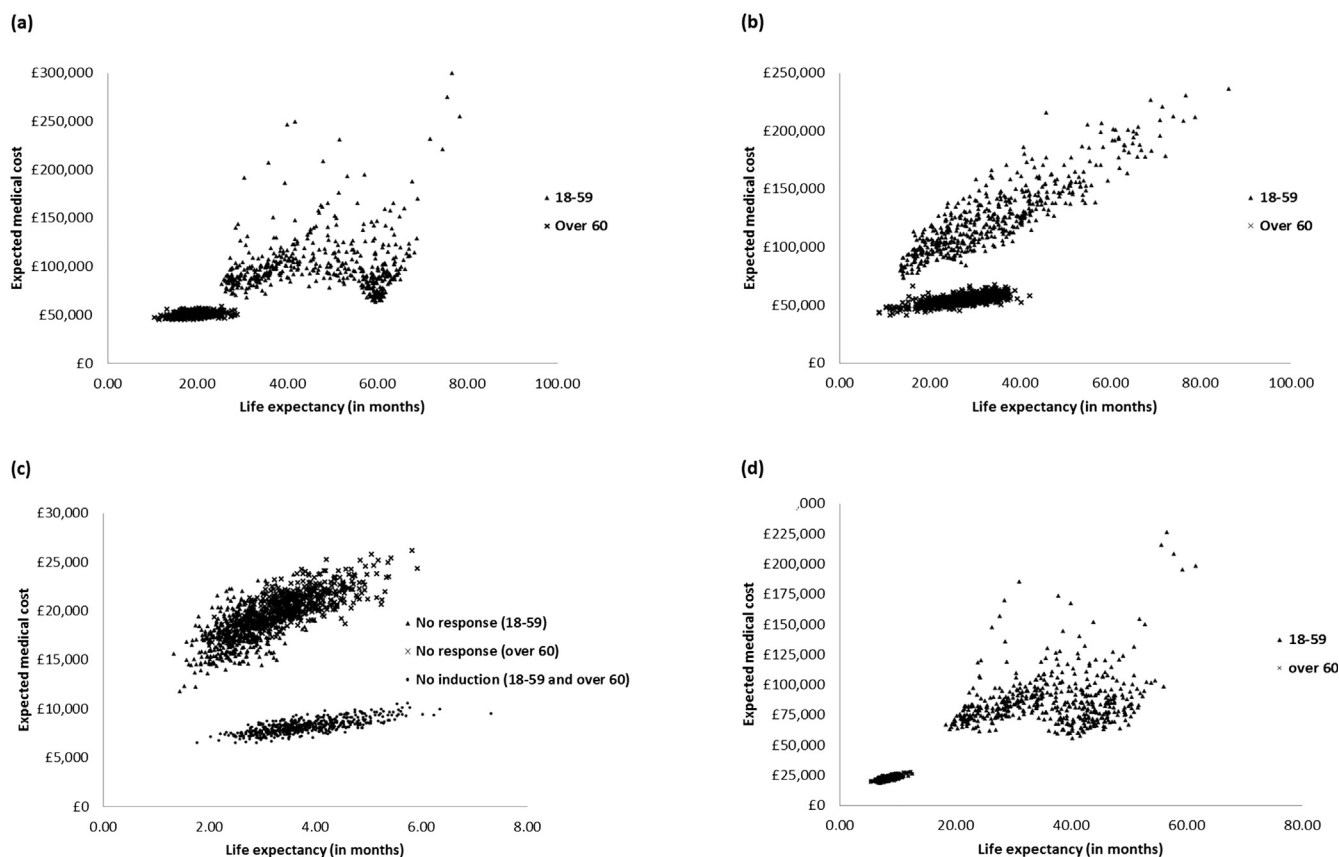 (a)
£300,000
£250,000
£200,000
£150,000
£100,000
£50,000
£0
Expected medical cost
0.00 20.00 40.00 60.00 80.00 100.00
Life expectancy (in months)
18-59
Over 60
(b)
£250,000
£200,000
£150,000
£100,000
£50,000
£0
Expected medical cost
0.00 20.00 40.00 60.00 80.00 100.00
Life expectancy (in months)
18-59
Over 60
(c)
£30,000
£25,000
£20,000
£15,000
£10,000
£5,000
£0
Expected medical cost
0.00 2.00 4.00 6.00 8.00
Life expectancy (in months)
No response (18-59)
No response (over 60)
No induction (18-59 and over 60)
(d)
,000
£225,000
£200,000
£175,000
£150,000
£125,000
£100,000
£75,000
£50,000
£25,000
£0
Expected medical cost
0.00 20.00 40.00 60.00 80.00
Life expectancy (in months)
18-59
over 60